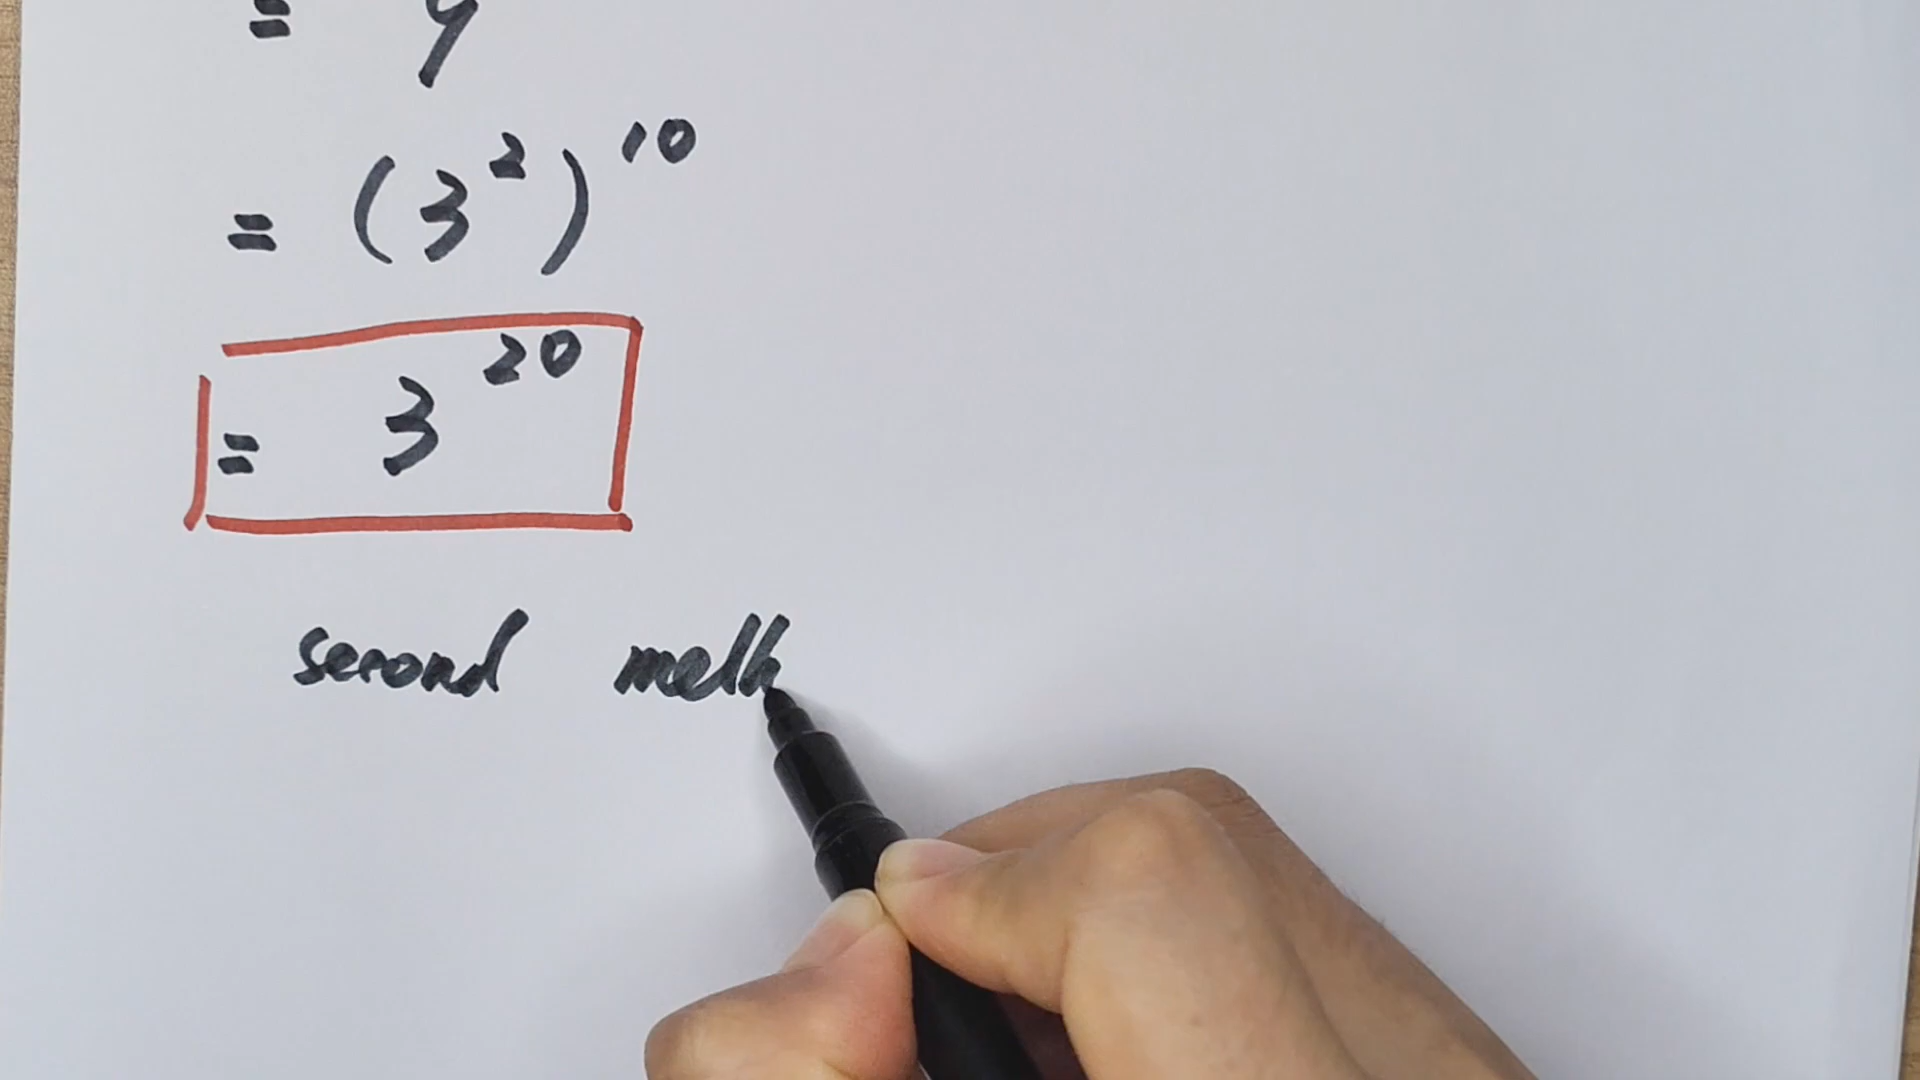 = 9
= (3²)¹⁰
= 3²⁰
second meth